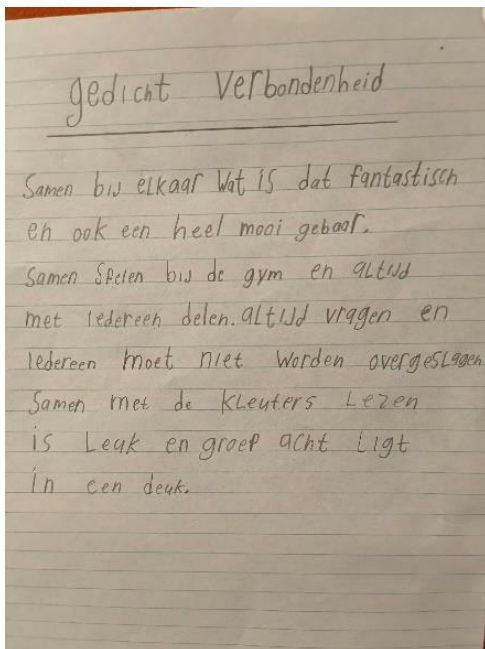 gedicht Verbondenheid
Samen bij elkaar Wat is dat fantastisch
en ook een heel mooi gebaar.
Samen Spelen bij de gym en altijd
met iedereen delen. altijd vragen en
iedereen moet niet worden overgeslagen
Samen met de kleuters Lezen
is Leuk en groep acht Ligt
in een deuk.